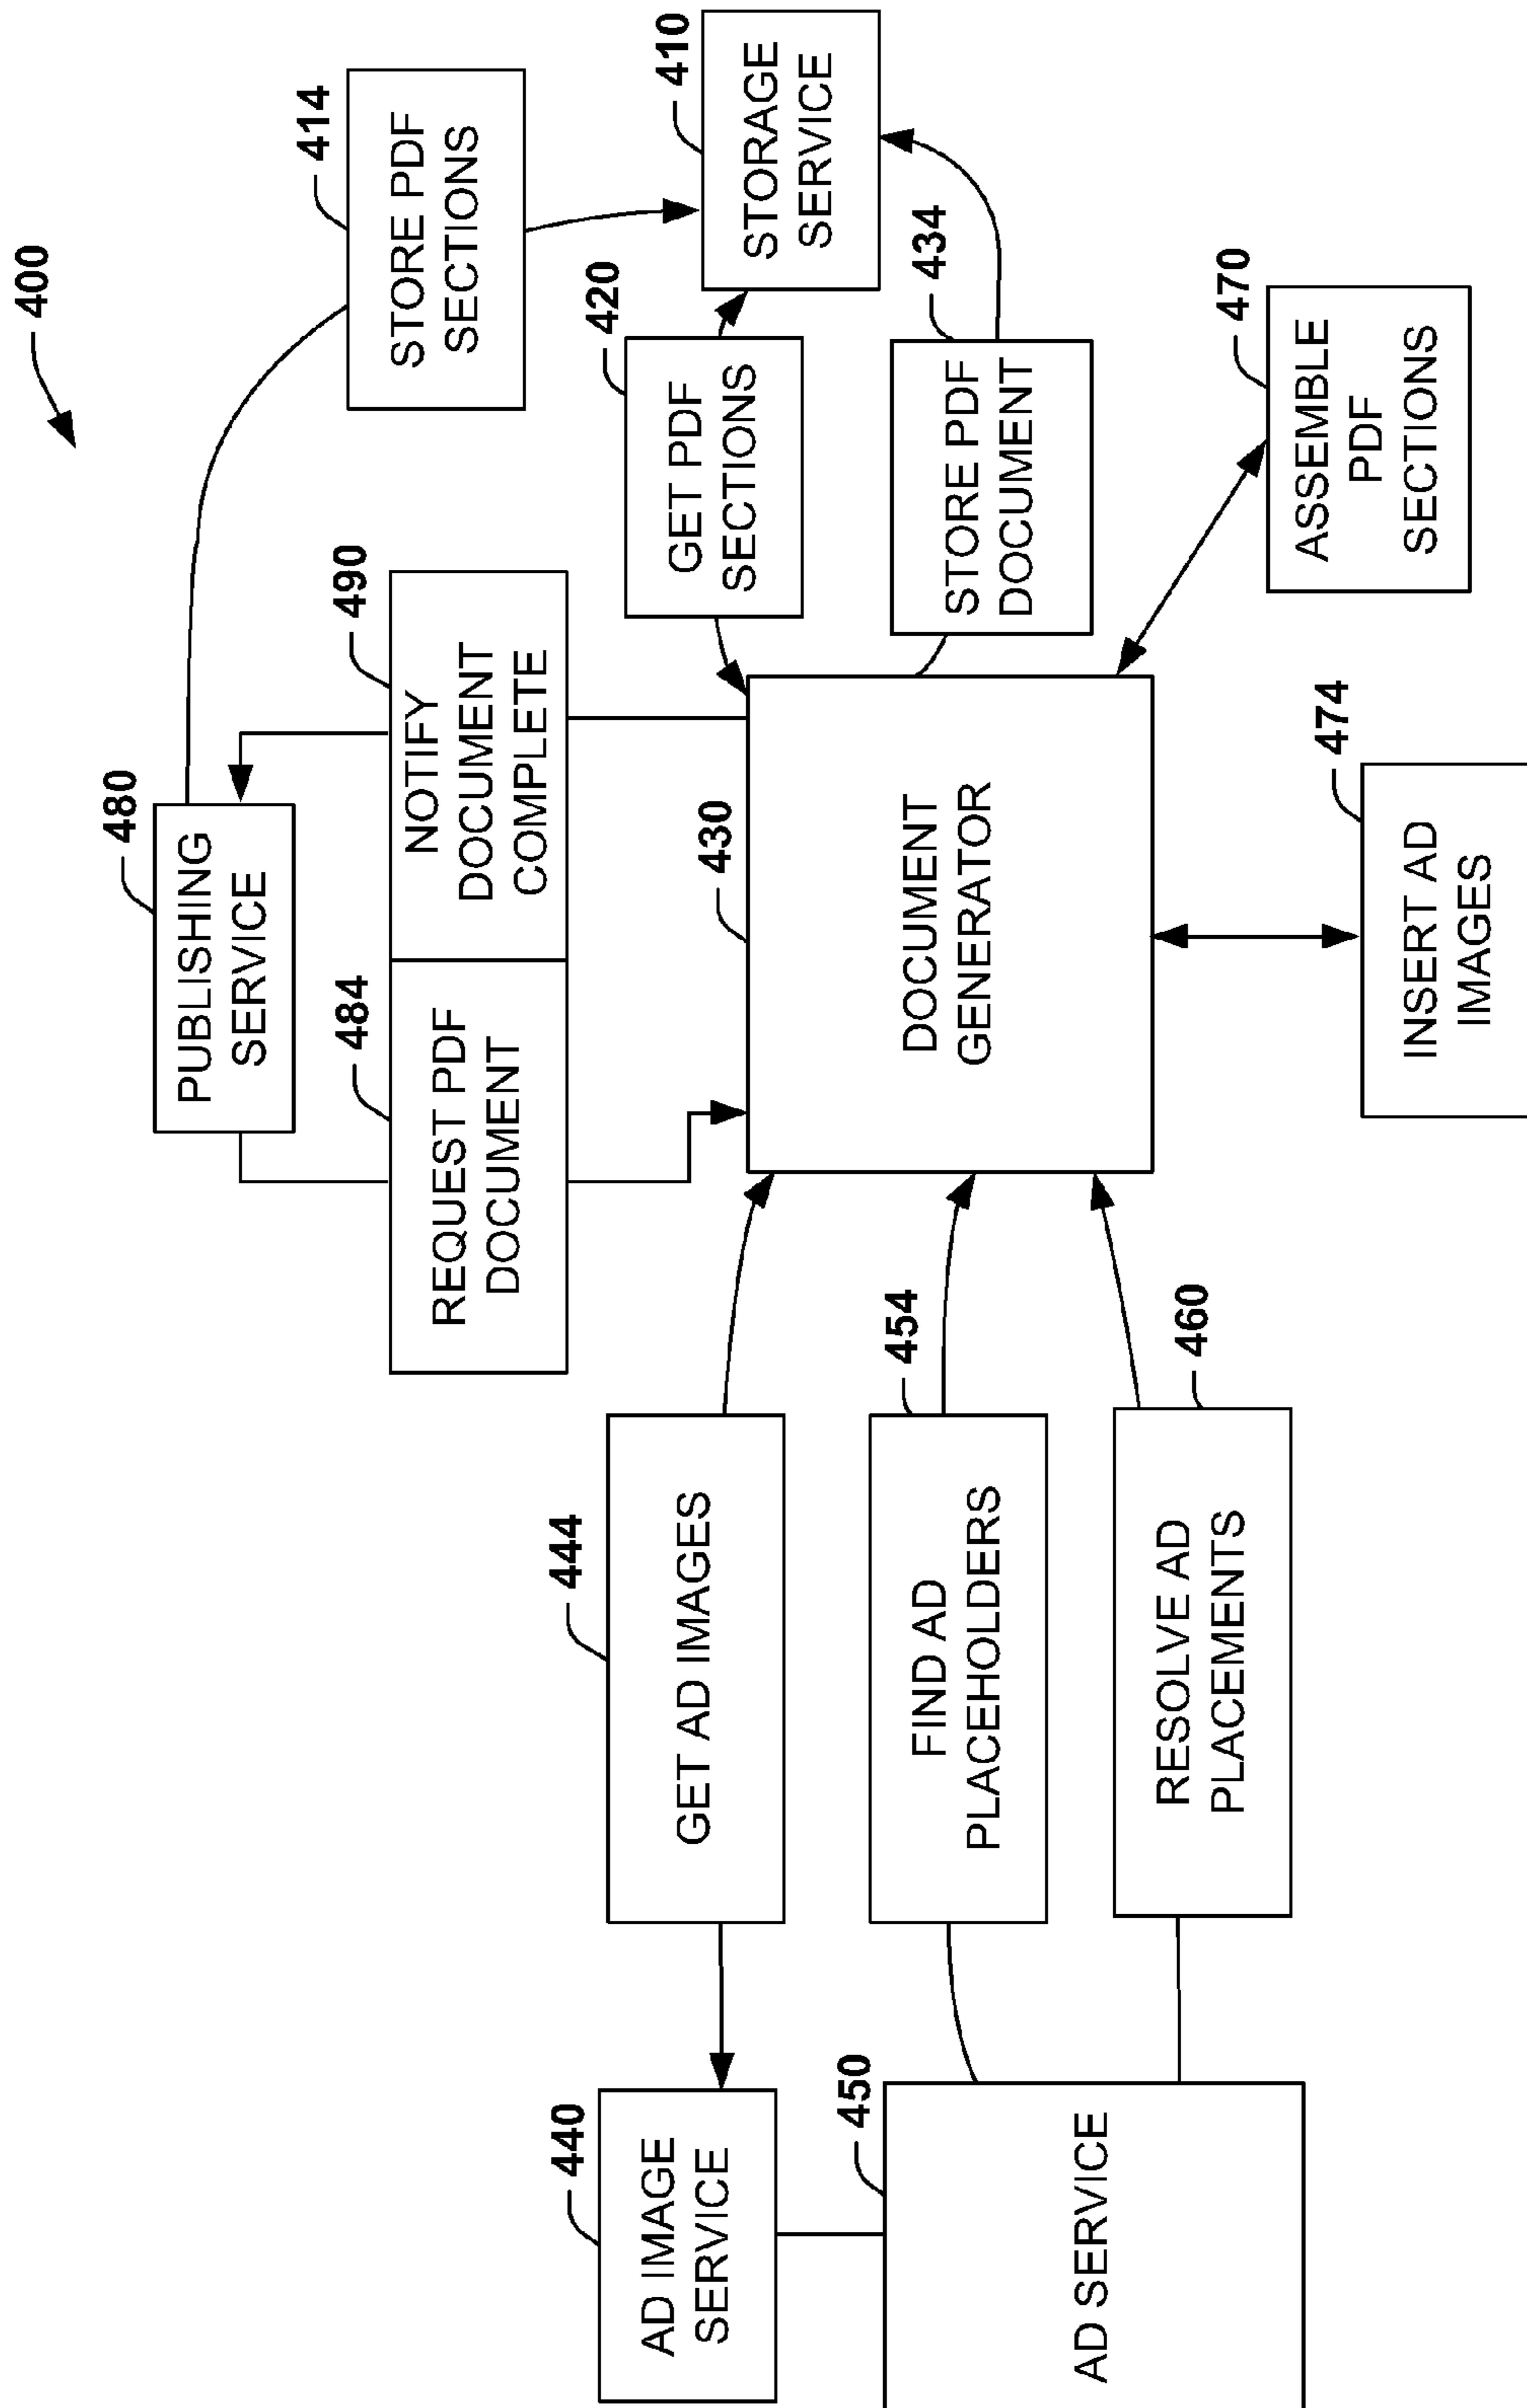 400
480
PUBLISHING
SERVICE
414
STORE PDF
SECTIONS
484
REQUEST PDF
DOCUMENT
490
NOTIFY
DOCUMENT
COMPLETE
440
AD IMAGE
SERVICE
444
GET AD IMAGES
420
GET PDF
SECTIONS
410
STORAGE
SERVICE
430
DOCUMENT
GENERATOR
450
AD SERVICE
454
FIND AD
PLACEHOLDERS
434
STORE PDF
DOCUMENT
460
RESOLVE AD
PLACEMENTS
470
ASSEMBLE
PDF
SECTIONS
474
INSERT AD
IMAGES